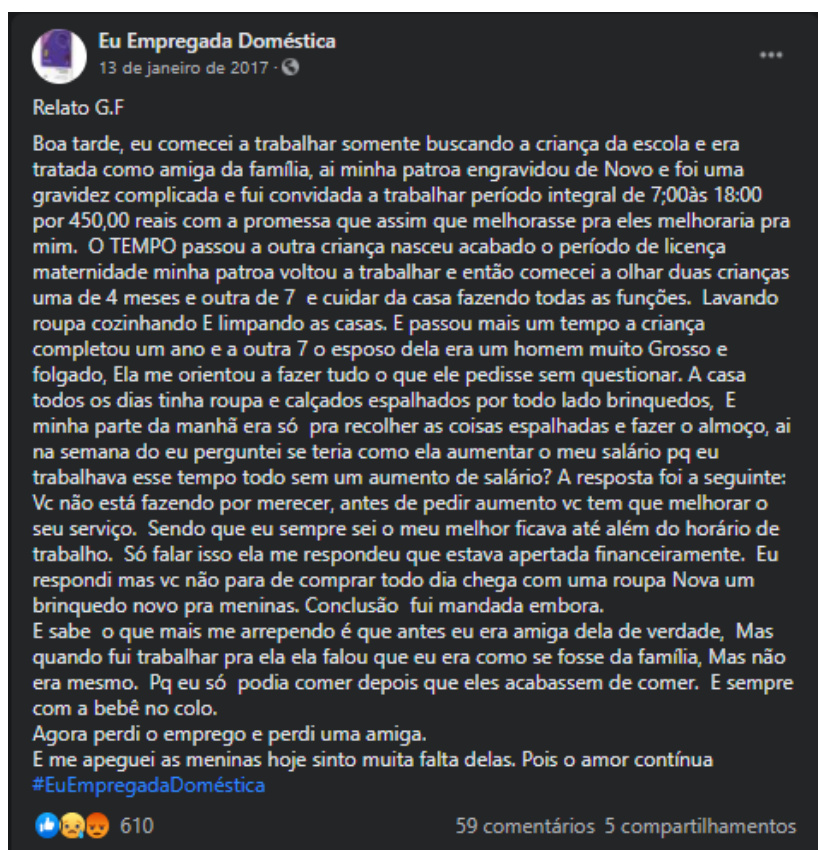 Eu Empregada Doméstica
13 de janeiro de 2017 ·
Relato G.F
Boa tarde, eu comecei a trabalhar somente buscando a criança da escola e era
tratada como amiga da família, ai minha patroa engravidou de Novo e foi uma
gravidez complicada e fui convidada a trabalhar período integral de 7;00às 18:00
por 450,00 reais com a promessa que assim que melhorasse pra eles melhoraria pra
mim. O TEMPO passou a outra criança nasceu acabado o período de licença
maternidade minha patroa voltou a trabalhar e então comecei a olhar duas crianças
uma de 4 meses e outra de 7 e cuidar da casa fazendo todas as funções. Lavando
roupa cozinhando E limpando as casas. E passou mais um tempo a criança
completou um ano e a outra 7 o esposo dela era um homem muito Grosso e
folgado, Ela me orientou a fazer tudo o que ele pedisse sem questionar. A casa
todos os dias tinha roupa e calçados espalhados por todo lado brinquedos, E
minha parte da manhã era só pra recolher as coisas espalhadas e fazer o almoço, ai
na semana do eu perguntei se teria como ela aumentar o meu salário pq eu
trabalhava esse tempo todo sem um aumento de salário? A resposta foi a seguinte:
Vc não está fazendo por merecer, antes de pedir aumento vc tem que melhorar o
seu serviço. Sendo que eu sempre sei o meu melhor ficava até além do horário de
trabalho. Só falar isso ela me respondeu que estava apertada financeiramente. Eu
respondi mas vc não para de comprar todo dia chega com uma roupa Nova um
brinquedo novo pra meninas. Conclusão fui mandada embora.
E sabe o que mais me arrependo é que antes eu era amiga dela de verdade, Mas
quando fui trabalhar pra ela ela falou que eu era como se fosse da família, Mas não
era mesmo. Pq eu só podia comer depois que eles acabassem de comer. E sempre
com a bebê no colo.
Agora perdi o emprego e perdi uma amiga.
E me apeguei as meninas hoje sinto muita falta delas. Pois o amor contínua
#EuEmpregadaDoméstica
610 59 comentários 5 compartilhamentos